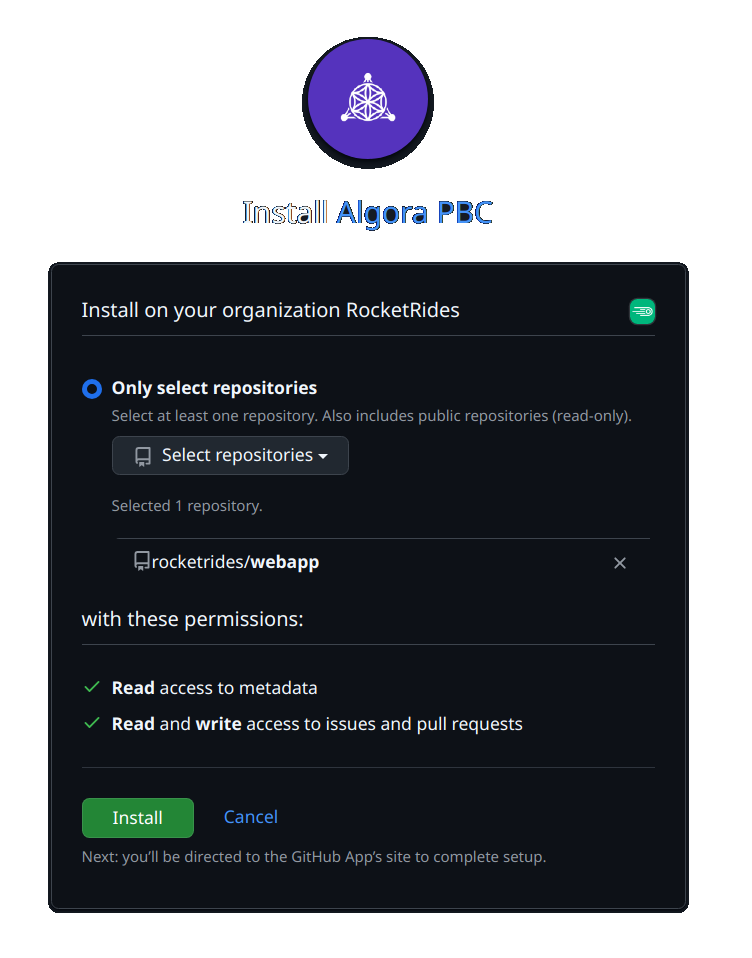 Install Algora PBC
Install on your organization RocketRides
Only select repositories
Select at least one repository. Also includes public repositories (read-only).
Select repositories
Selected 1 repository.
rocketrides/webapp
with these permissions:
Read access to metadata
Read and write access to issues and pull requests
Install Cancel
Next: you’ll be directed to the GitHub App’s site to complete setup.